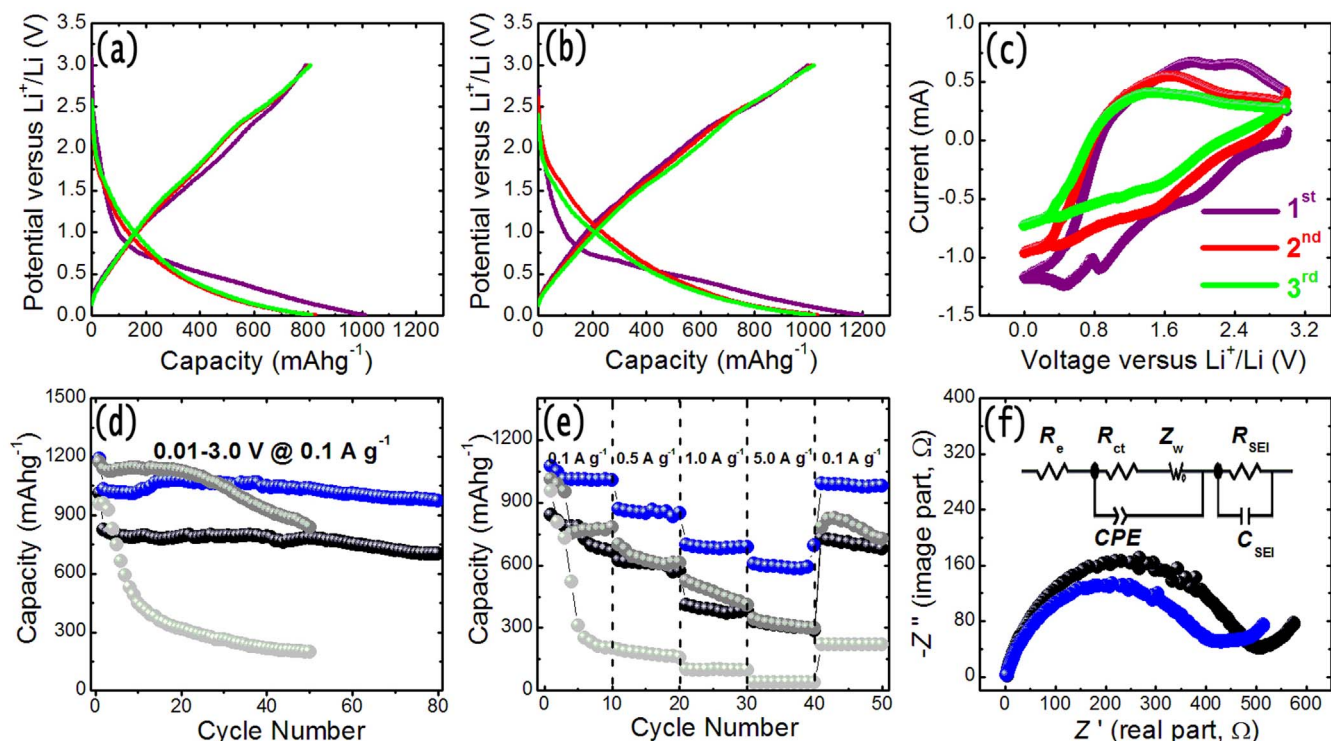 (a)
Potential versus Li⁺/Li (V)
3.0
2.5
2.0
1.5
1.0
0.5
0.0
0 200 400 600 800 1000 1200
Capacity (mAhg⁻¹)
(b)
Potential versus Li⁺/Li (V)
3.0
2.5
2.0
1.5
1.0
0.5
0.0
0 200 400 600 800 1000 1200
Capacity (mAhg⁻¹)
(c)
Current (mA)
1.0
0.5
0.0
-0.5
-1.0
-1.5
1ˢᵗ
2ⁿᵈ
3ʳᵈ
0.0 0.8 1.6 2.4 3.2
Voltage versus Li⁺/Li (V)
(d)
0.01-3.0 V @ 0.1 A g⁻¹
Capacity (mAhg⁻¹)
1500
1200
900
600
300
0
0 20 40 60 80
Cycle Number
(e)
Capacity (mAhg⁻¹)
1200
900
600
300
0
0.1 A g⁻¹ 0.5 A g⁻¹ 1.0 A g⁻¹ 5.0 A g⁻¹ 0.1 A g⁻¹
0 10 20 30 40 50
Cycle Number
(f)
-Z'' (image part, Ω)
400
320
240
160
80
0
Re Rct Zw RSEI
CPE CSEI
0 100 200 300 400 500 600
Z ' (real part, Ω)